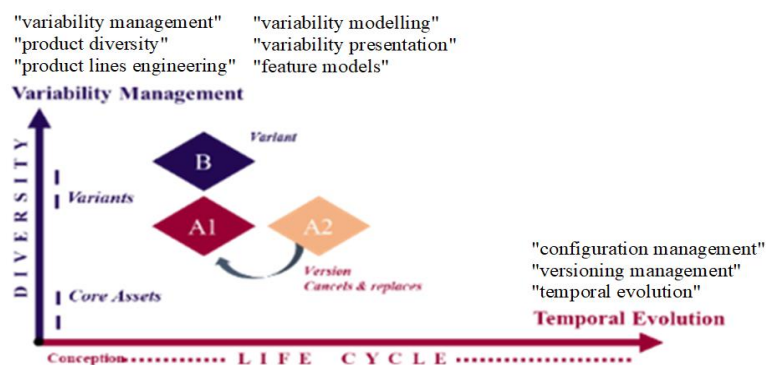 "variability management" "variability modelling"
"product diversity" "variability presentation"
"product lines engineering" "feature models"
Variability Management
DIVERSITY
Variant
B
Variants
A1 A2
"configuration management"
"versioning management"
"temporal evolution"
Version
Cancels & replaces
Core Assets
Temporal Evolution
Conception LIFE CYCLE